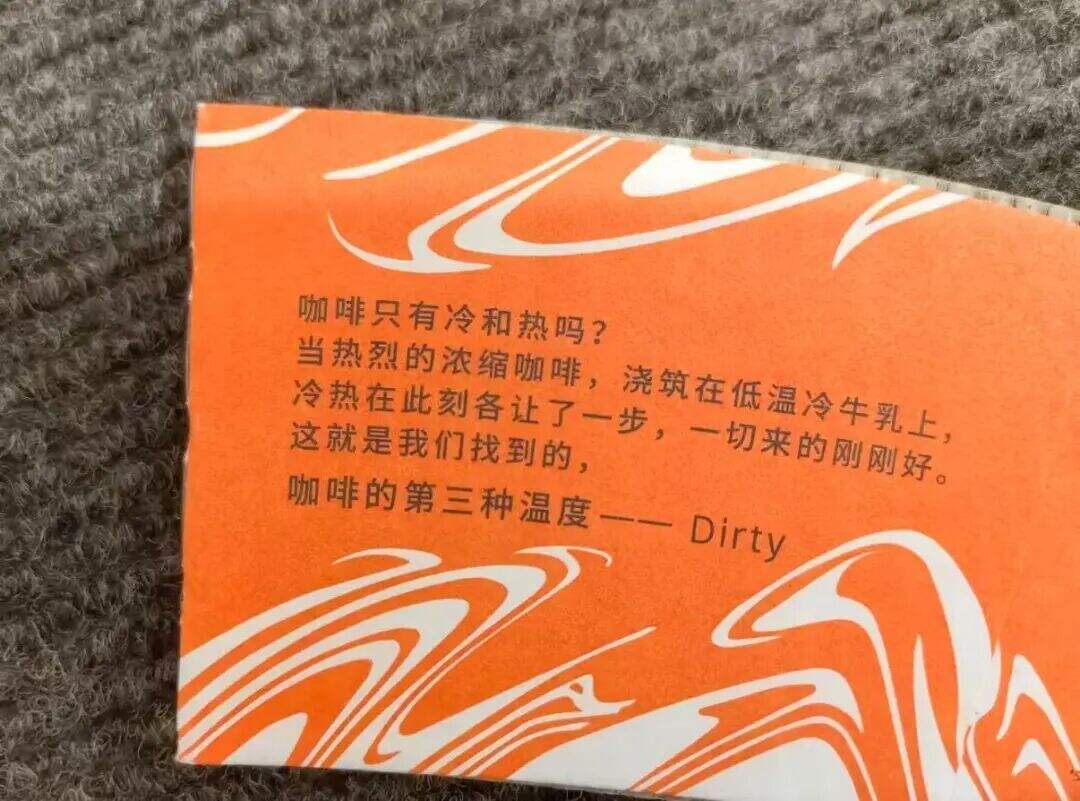 咖啡只有冷和热吗？
当热烈的浓缩咖啡，浇筑在低温冷牛乳上，
冷热在此刻各让了一步，一切来的刚刚好。
这就是我们找到的，
咖啡的第三种温度—— Dirty